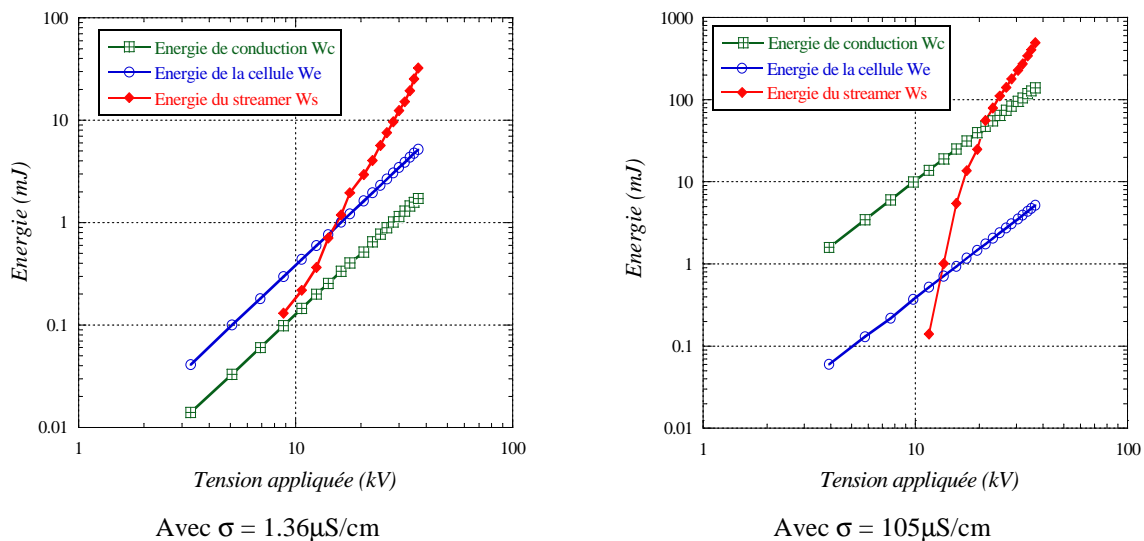 100
10
1
0.1
0.01
Energie (mJ)
Energie de conduction Wc
Energie de la cellule We
Energie du streamer Ws
1
10
100
Tension appliquée (kV)
Avec σ = 1.36µS/cm
1000
100
10
1
0.1
0.01
Energie (mJ)
Energie de conduction Wc
Energie de la cellule We
Energie du streamer Ws
1
10
100
Tension appliquée (kV)
Avec σ = 105µS/cm